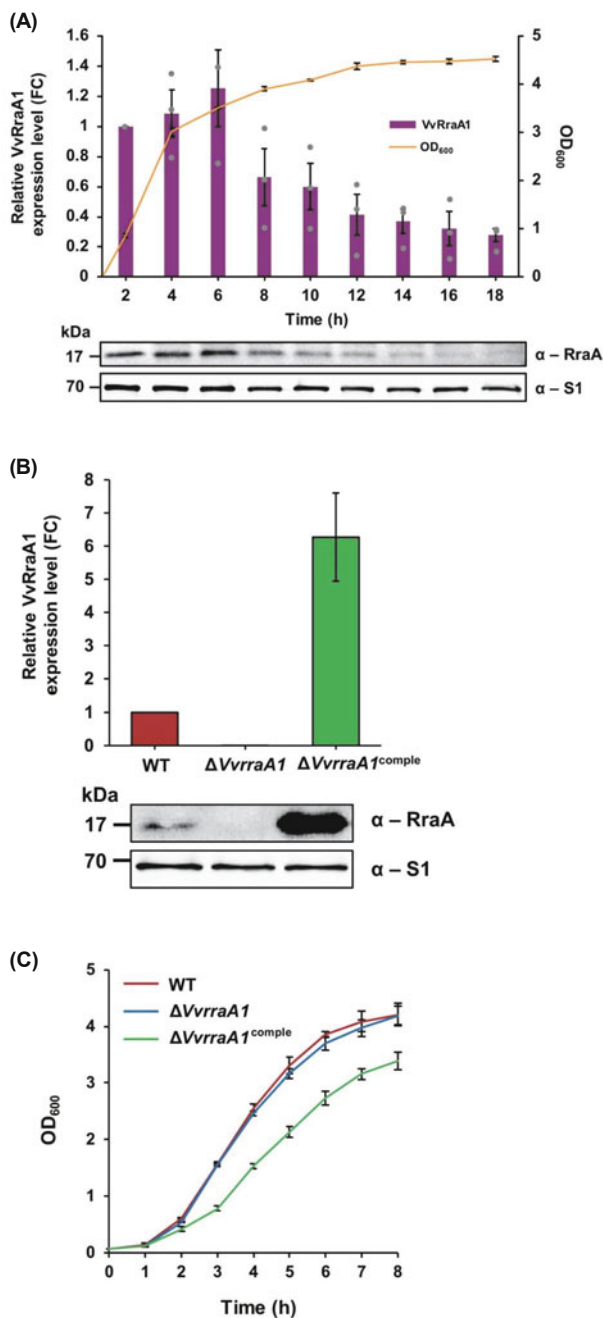 (A)
Relative VvRraA1
expression level (FC)
1.6
1.4
1.2
1
0.8
0.6
0.4
0.2
0
VvRraA1
OD600
5
4
3
2
1
0
OD600
2 4 6 8 10 12 14 16 18
Time (h)
kDa
17
α – RraA
70
α – S1
(B)
Relative VvRraA1
expression level (FC)
8
7
6
5
4
3
2
1
0
WT ΔVvrraA1 ΔVvrraA1comple
kDa
17
α – RraA
70
α – S1
(C)
WT
ΔVvrraA1
ΔVvrraA1comple
OD600
5
4
3
2
1
0
0 1 2 3 4 5 6 7 8
Time (h)